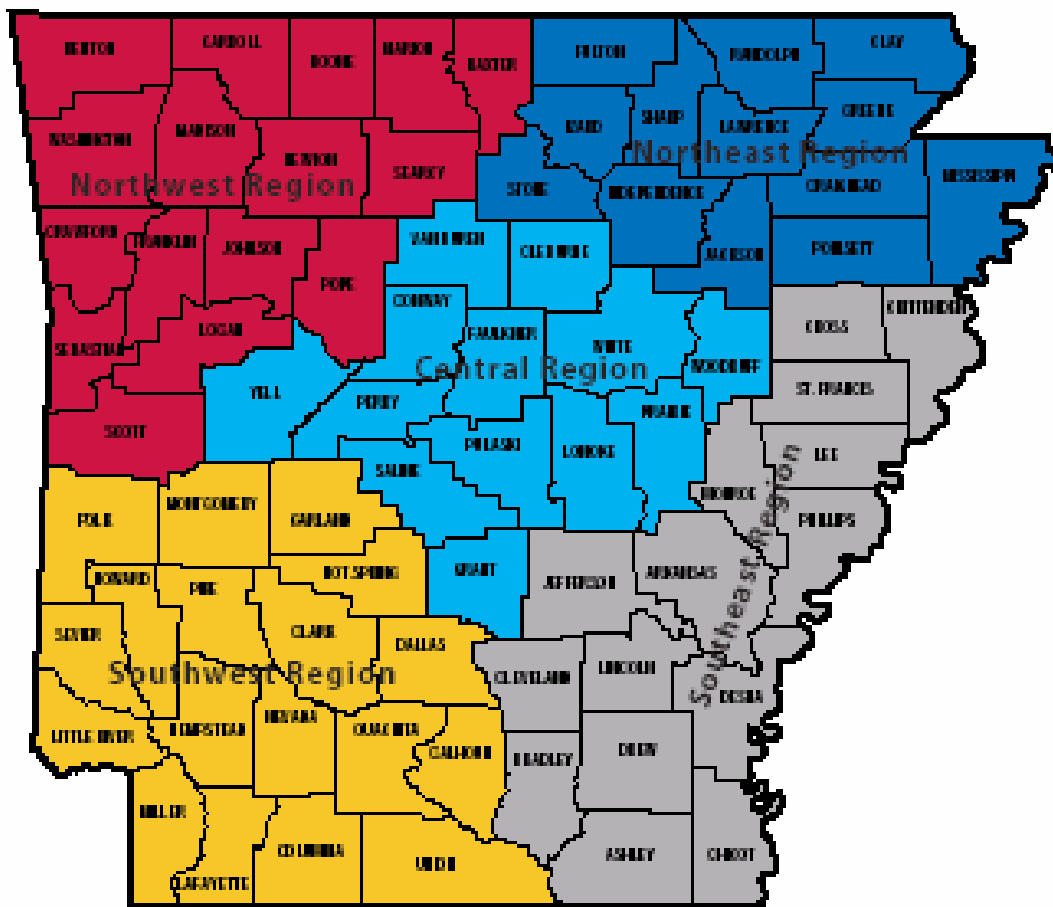 BENTON
CARROLL
BOONE
MARION
BAXTER
FULTON
RANDOLPH
CLAY
WASHINGTON
MADISON
NEWTON
SEARCY
IZARD
SHARP
LAWRENCE
GREENE
Northwest Region
Northeast Region
STONE
INDEPENDENCE
CRAIGHEAD
MISSISSIPPI
CRAWFORD
FRANKLIN
JOHNSON
POPE
VAN BUREN
CLEBURNE
JACKSON
POINSETT
SEBASTIAN
LOGAN
CONWAY
FAULKNER
WHITE
WOODRUFF
CROSS
CRITTENDEN
Central Region
SCOTT
YELL
PERRY
PULASKI
LONOKE
PRAIRIE
ST. FRANCIS
LEE
SALINE
MONROE
PHILLIPS
POLK
MONTGOMERY
GARLAND
HOT SPRING
GRANT
JEFFERSON
ARKANSAS
Southeast Region
HOWARD
PIKE
CLARK
DALLAS
CLEVELAND
LINCOLN
DESHA
SEVIER
Southwest Region
LITTLE RIVER
HEMPSTEAD
NEVADA
OUACHITA
CALHOUN
BRADLEY
DREW
MILLER
LAFAYETTE
COLUMBIA
UNION
ASHLEY
CHICOT